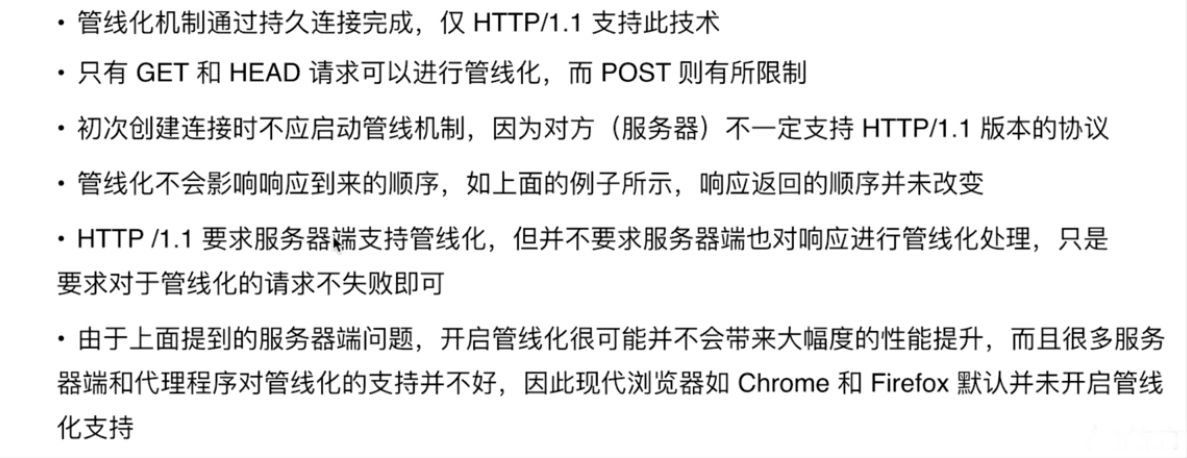 • 管线化机制通过持久连接完成，仅 HTTP/1.1 支持此技术
• 只有 GET 和 HEAD 请求可以进行管线化，而 POST 则有所限制
• 初次创建连接时不应启动管线机制，因为对方（服务器）不一定支持 HTTP/1.1 版本的协议
• 管线化不会影响响应到来的顺序，如上面的例子所示，响应返回的顺序并未改变
• HTTP /1.1 要求服务器端支持管线化，但并不要求服务器端也对响应进行管线化处理，只是
要求对于管线化的请求不失败即可
• 由于上面提到的服务器端问题，开启管线化很可能并不会带来大幅度的性能提升，而且很多服务
器端和代理程序对管线化的支持并不好，因此现代浏览器如 Chrome 和 Firefox 默认并未开启管线
化支持